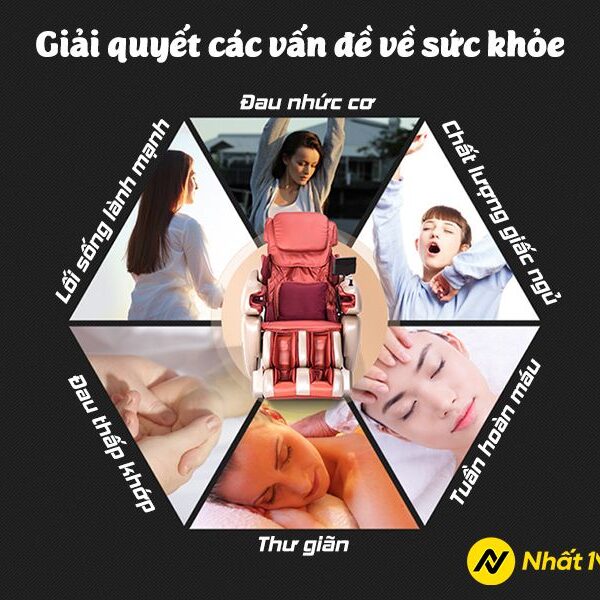 Giải quyết các vấn đề về sức khỏe
Đau nhức cơ
Lối sống lành mạnh
Chất lượng giấc ngủ
Đau thấp khớp
Tuần hoàn máu
Thư giãn
Nhất